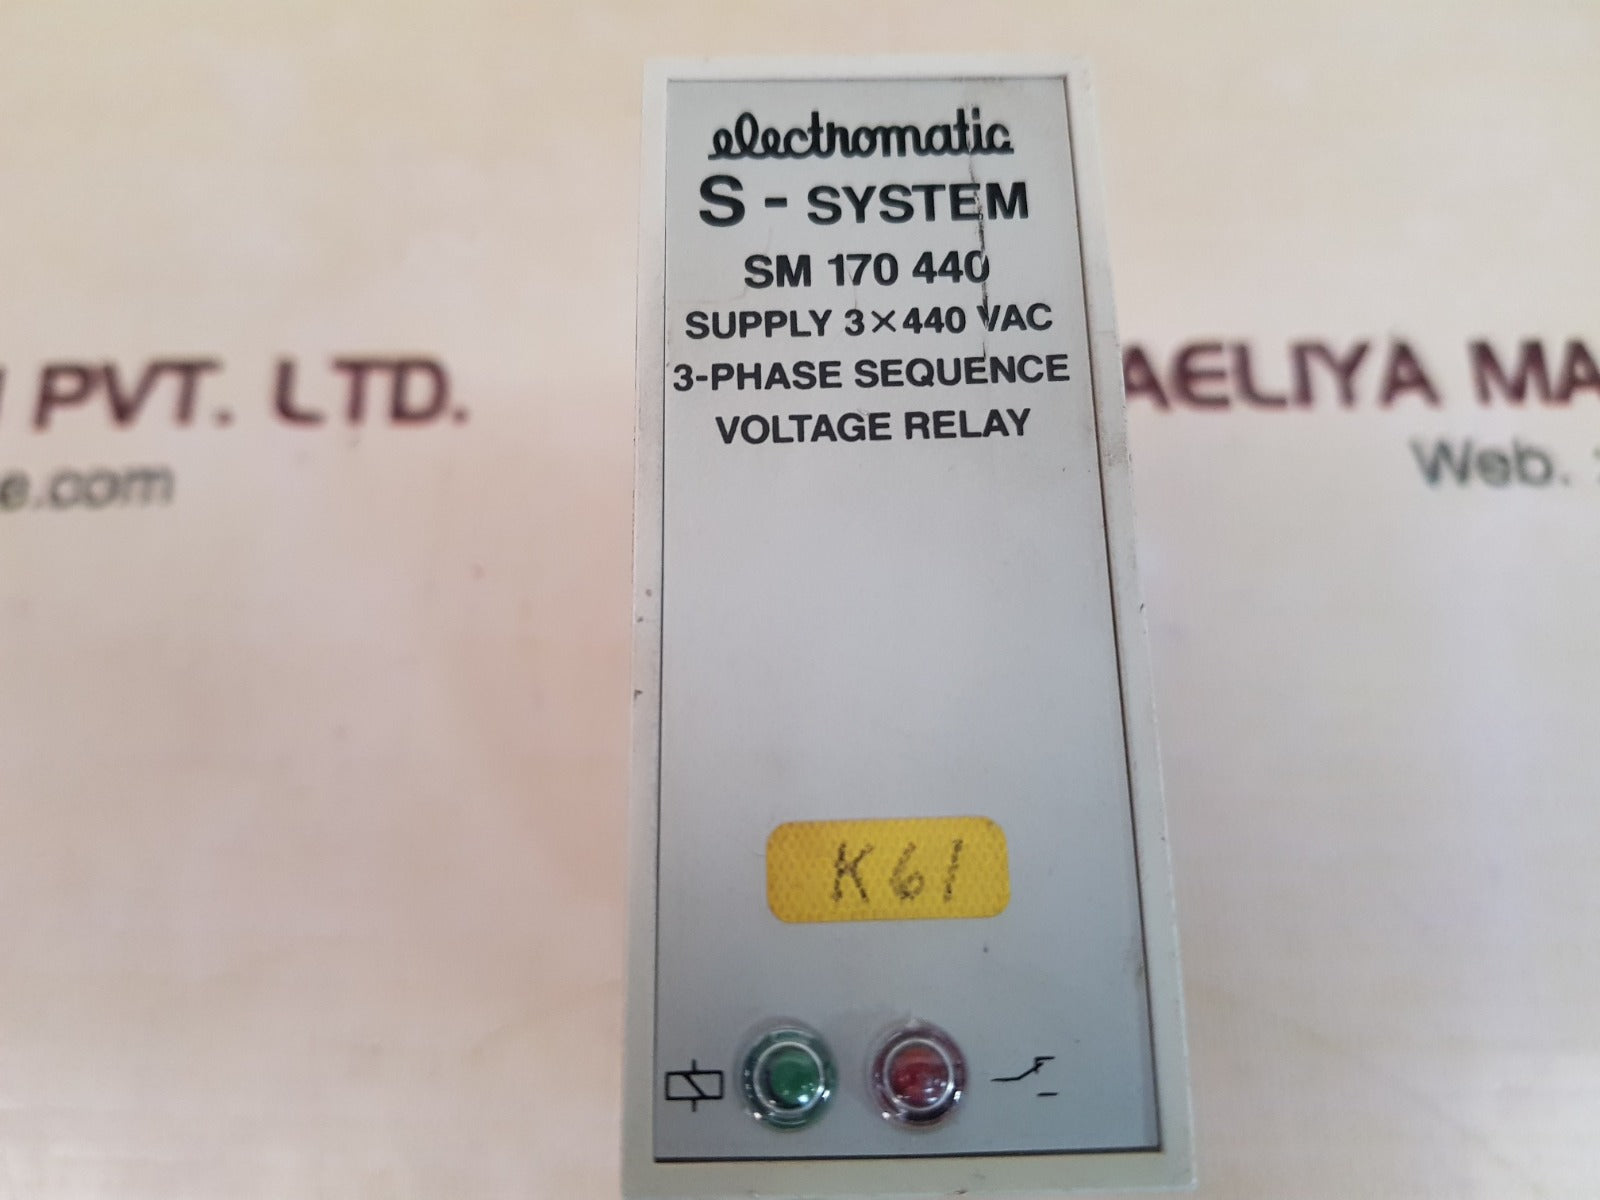 electromatic
S - SYSTEM
SM 170 440
SUPPLY 3×440 VAC
3-PHASE SEQUENCE
VOLTAGE RELAY
PVT. LTD.
e.com
AELIYA MA
Web.
K61